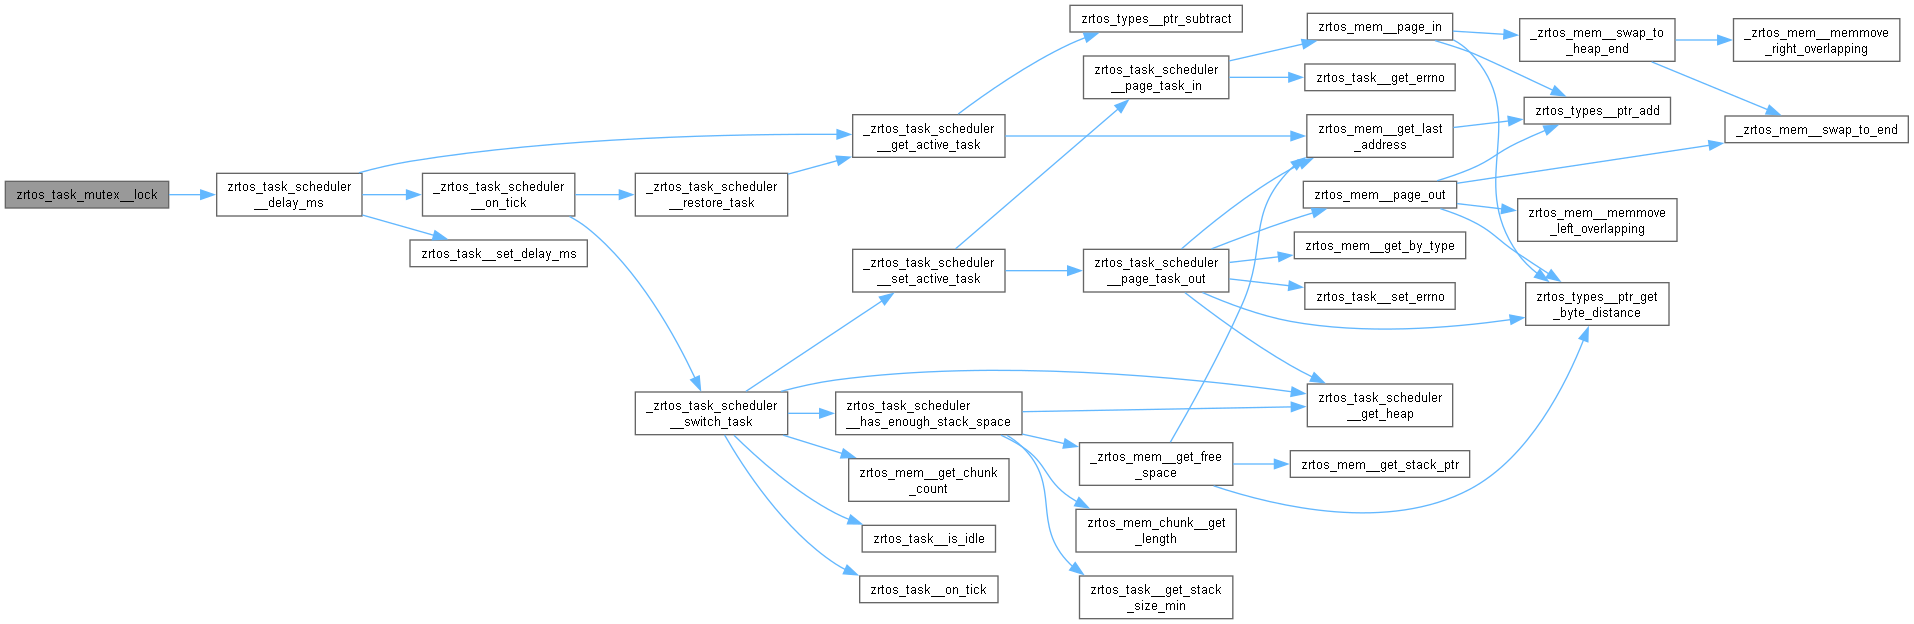 zrtos_task_mutex__lock
zrtos_task_scheduler
__delay_ms
_zrtos_task_scheduler
__on_tick
zrtos_task__set_delay_ms
_zrtos_task_scheduler
__restore_task
_zrtos_task_scheduler
__switch_task
_zrtos_task_scheduler
__get_active_task
_zrtos_task_scheduler
__set_active_task
zrtos_task_scheduler
__has_enough_stack_space
zrtos_mem__get_chunk
_count
zrtos_task__is_idle
zrtos_task__on_tick
zrtos_types__ptr_subtract
zrtos_task_scheduler
__page_task_in
zrtos_task_scheduler
__page_task_out
_zrtos_mem__get_free
_space
zrtos_mem_chunk__get
_length
zrtos_task__get_stack
_size_min
zrtos_mem__page_in
zrtos_task__get_errno
zrtos_mem__get_last
_address
zrtos_mem__page_out
zrtos_mem__get_by_type
zrtos_task__set_errno
zrtos_task_scheduler
__get_heap
zrtos_mem__get_stack_ptr
_zrtos_mem__swap_to
_heap_end
zrtos_types__ptr_add
zrtos_mem__memmove
_left_overlapping
zrtos_types__ptr_get
_byte_distance
_zrtos_mem__memmove
_right_overlapping
_zrtos_mem__swap_to_end